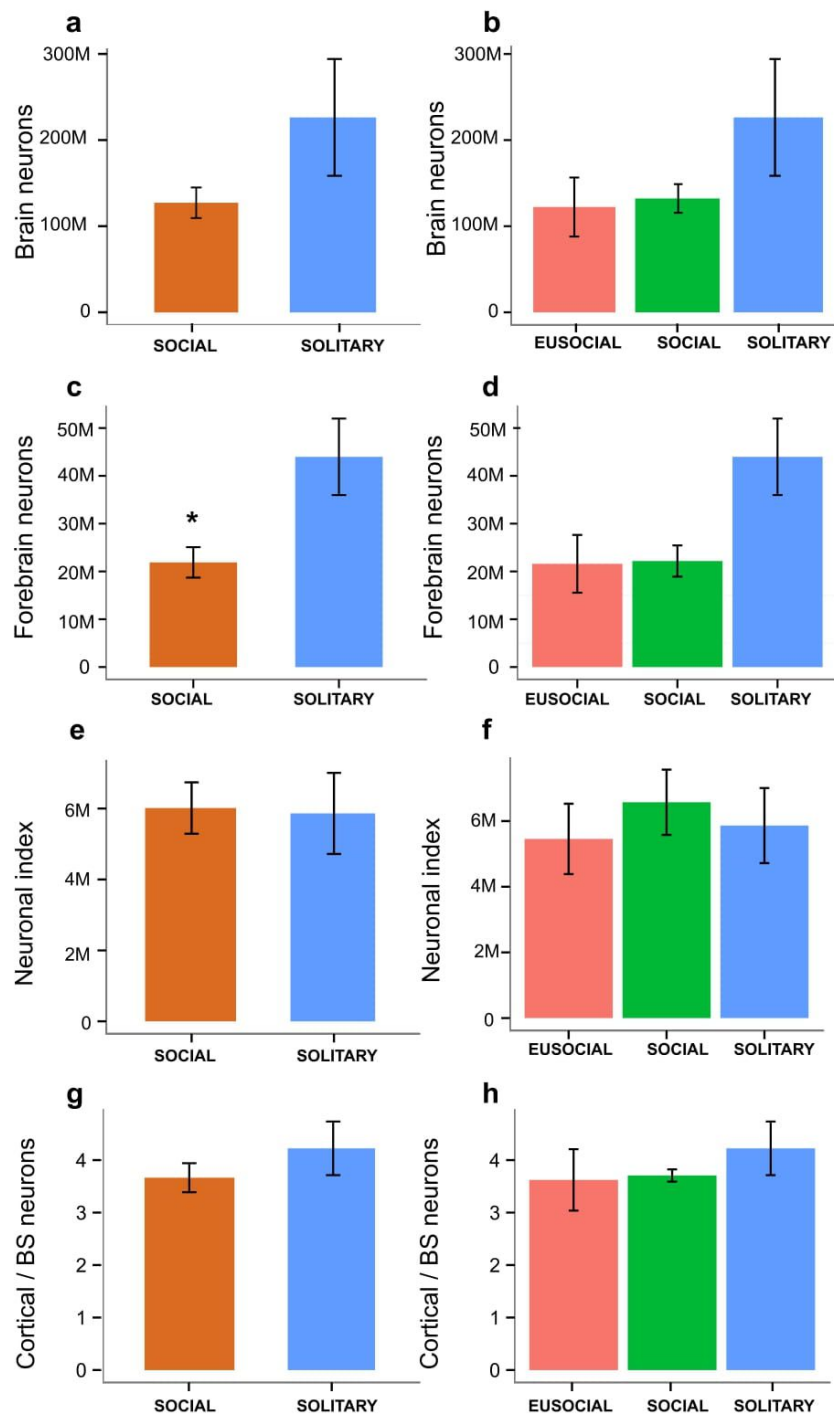 a
300M
200M
100M
0
Brain neurons
SOCIAL
SOLITARY
b
300M
200M
100M
0
Brain neurons
EUSOCIAL
SOCIAL
SOLITARY
c
50M
40M
30M
20M
10M
0
Forebrain neurons
*
SOCIAL
SOLITARY
d
50M
40M
30M
20M
10M
0
Forebrain neurons
EUSOCIAL
SOCIAL
SOLITARY
e
6M
4M
2M
0
Neuronal index
SOCIAL
SOLITARY
f
6M
4M
2M
0
Neuronal index
EUSOCIAL
SOCIAL
SOLITARY
g
4
3
2
1
0
Cortical / BS neurons
SOCIAL
SOLITARY
h
4
3
2
1
0
Cortical / BS neurons
EUSOCIAL
SOCIAL
SOLITARY